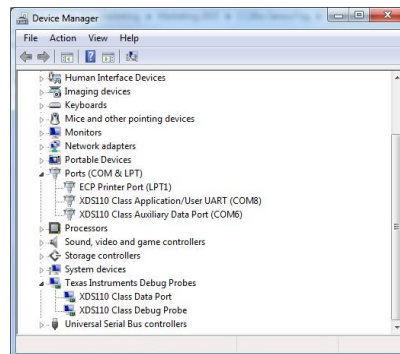 Device Manager
File Action View Help
Human Interface Devices
Imaging devices
Keyboards
Mice and other pointing devices
Monitors
Network adapters
Portable Devices
Ports (COM & LPT)
ECP Printer Port (LPT1)
XDS110 Class Application/User UART (COM8)
XDS110 Class Auxiliary Data Port (COM6)
Processors
Sound, video and game controllers
Storage controllers
System devices
Texas Instruments Debug Probes
XDS110 Class Data Port
XDS110 Class Debug Probe
Universal Serial Bus controllers